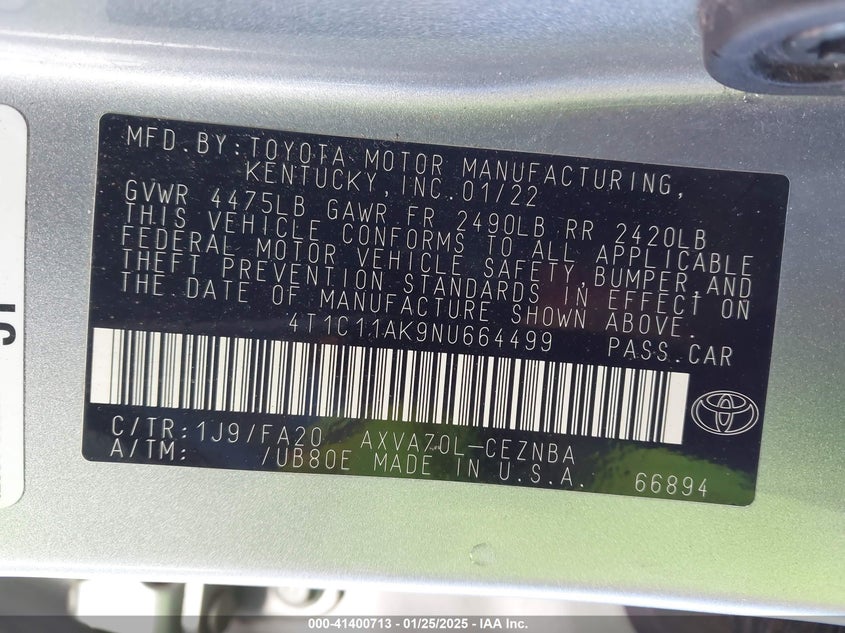 MFD.BY:TOYOTA MOTOR MANUFACTURING,
KENTUCKY, INC. 01/22
GVWR 4475LB GAWR FR 2490LB RR 2420LB
THIS VEHICLE CONFORMS TO ALL APPLICABLE
FEDERAL MOTOR VEHICLE SAFETY, BUMPER, AND
THEFT PREVENTION STANDARDS IN EFFECT ON
THE DATE OF MANUFACTURE SHOWN ABOVE.
4T1C11AK9NU664499 PASS.CAR
C/TR:1J9/FA20 AXVA70L-CEZNBA
A/TM: /UB80E MADE IN U.S.A. 66894
000-41400713 - 01/25/2025 - IAA Inc.